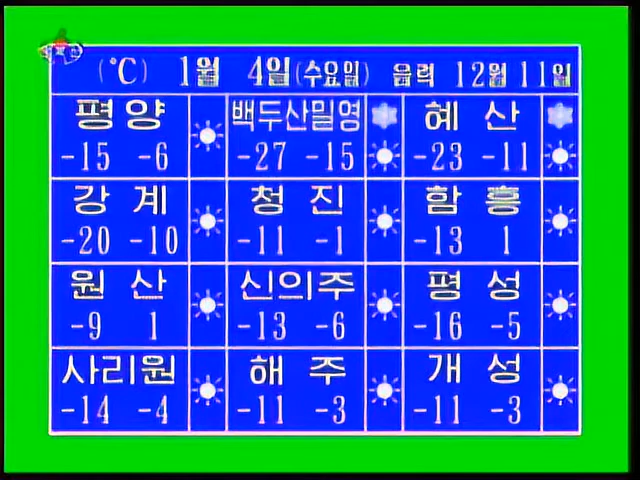 (℃) 1월 4일(수요일) 음력 12월 11일
평양 백두산밀영 혜산
-15 -6 -27 -15 -23 -11
강계 청진 함흥
-20 -10 -11 -1 -13 1
원산 신의주 평성
-9 1 -13 -6 -16 -5
사리원 해주 개성
-14 -4 -11 -3 -11 -3